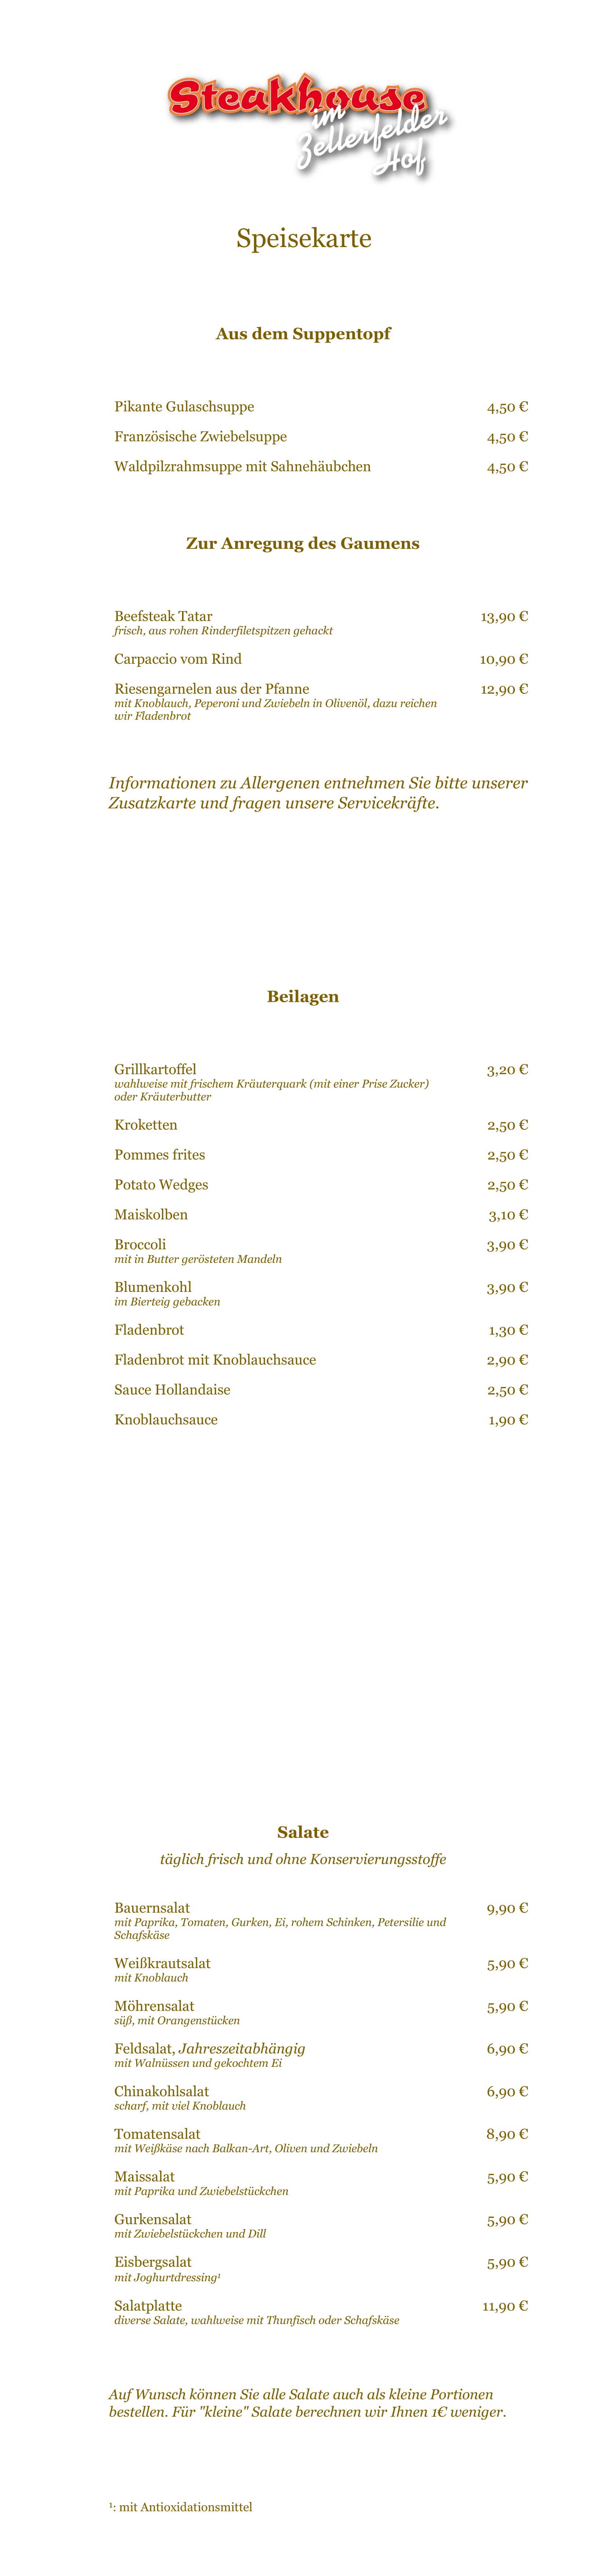 Steakhouse
im
Zellerfelder
Hof
Speisekarte
Aus dem Suppentopf
Pikante Gulaschsuppe 4,50 €
Französische Zwiebelsuppe 4,50 €
Waldpilzrahmsuppe mit Sahnehäubchen 4,50 €
Zur Anregung des Gaumens
Beefsteak Tatar 13,90 €
frisch, aus rohen Rinderfiletspitzen gehackt
Carpaccio vom Rind 10,90 €
Riesengarnelen aus der Pfanne 12,90 €
mit Knoblauch, Peperoni und Zwiebeln in Olivenöl, dazu reichen
wir Fladenbrot
Informationen zu Allergenen entnehmen Sie bitte unserer
Zusatzkarte und fragen unsere Servicekräfte.
Beilagen
Grillkartoffel 3,20 €
wahlweise mit frischem Kräuterquark (mit einer Prise Zucker)
oder Kräuterbutter
Kroketten 2,50 €
Pommes frites 2,50 €
Potato Wedges 2,50 €
Maiskolben 3,10 €
Broccoli 3,90 €
mit in Butter gerösteten Mandeln
Blumenkohl 3,90 €
im Bierteig gebacken
Fladenbrot 1,30 €
Fladenbrot mit Knoblauchsauce 2,90 €
Sauce Hollandaise 2,50 €
Knoblauchsauce 1,90 €
Salate
täglich frisch und ohne Konservierungsstoffe
Bauernsalat 9,90 €
mit Paprika, Tomaten, Gurken, Ei, rohem Schinken, Petersilie und
Schafskäse
Weißkrautsalat 5,90 €
mit Knoblauch
Möhrensalat 5,90 €
süß, mit Orangenstücken
Feldsalat, Jahreszeitabhängig 6,90 €
mit Walnüssen und gekochtem Ei
Chinakohlsalat 6,90 €
scharf, mit viel Knoblauch
Tomatensalat 8,90 €
mit Weißkäse nach Balkan-Art, Oliven und Zwiebeln
Maissalat 5,90 €
mit Paprika und Zwiebelstückchen
Gurkensalat 5,90 €
mit Zwiebelstückchen und Dill
Eisbergsalat 5,90 €
mit Joghurtdressing¹
Salatplatte 11,90 €
diverse Salate, wahlweise mit Thunfisch oder Schafskäse
Auf Wunsch können Sie alle Salate auch als kleine Portionen
bestellen. Für "kleine" Salate berechnen wir Ihnen 1€ weniger.
¹: mit Antioxidationsmittel